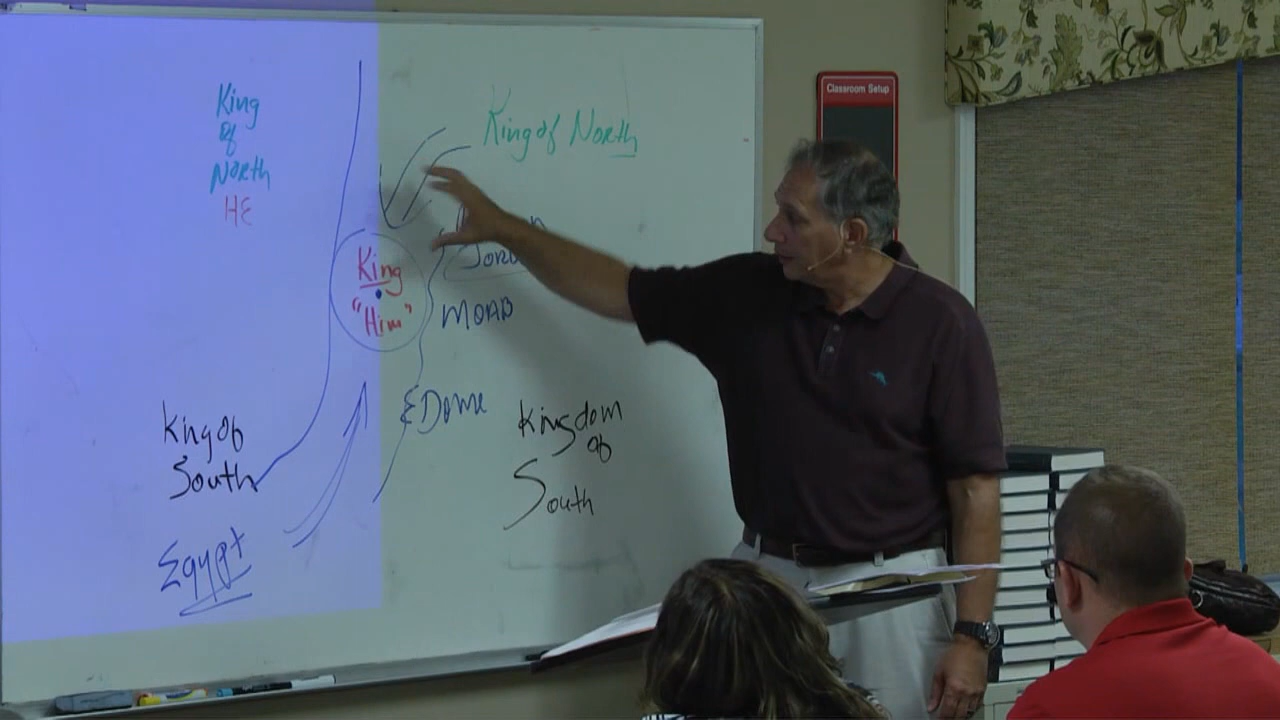 King
of
North
HE
King of North
Classroom Setup
King
"Him"
MOAB
EDome
King of
South
Kingdom
of
South
Egypt